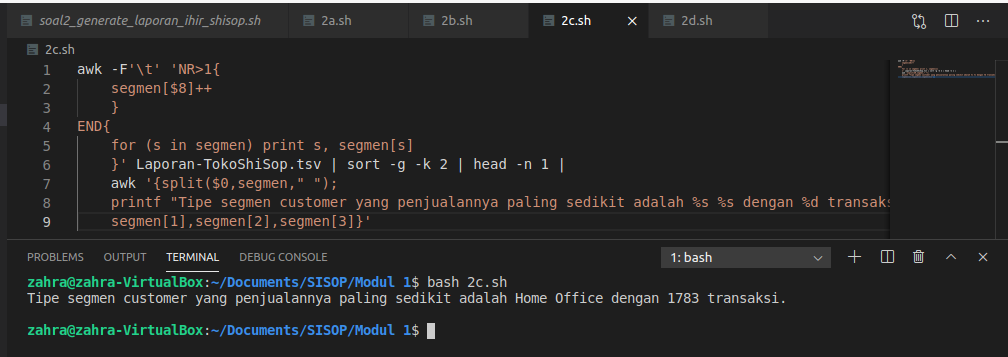 soal2_generate_laporan_ihir_shisop.sh 2a.sh 2b.sh 2c.sh 2d.sh
2c.sh
1 awk -F'\t' 'NR>1{
2 segmen[$8]++
3 }
4 END{
5 for (s in segmen) print s, segmen[s]
6 }' Laporan-TokoShiSop.tsv | sort -g -k 2 | head -n 1 |
7 awk '{split($0,segmen," ");
8 printf "Tipe segmen customer yang penjualannya paling sedikit adalah %s %s dengan %d transaks
9 segmen[1],segmen[2],segmen[3]}'
PROBLEMS OUTPUT TERMINAL DEBUG CONSOLE 1: bash
zahra@zahra-VirtualBox:~/Documents/SISOP/Modul 1$ bash 2c.sh
Tipe segmen customer yang penjualannya paling sedikit adalah Home Office dengan 1783 transaksi.
zahra@zahra-VirtualBox:~/Documents/SISOP/Modul 1$